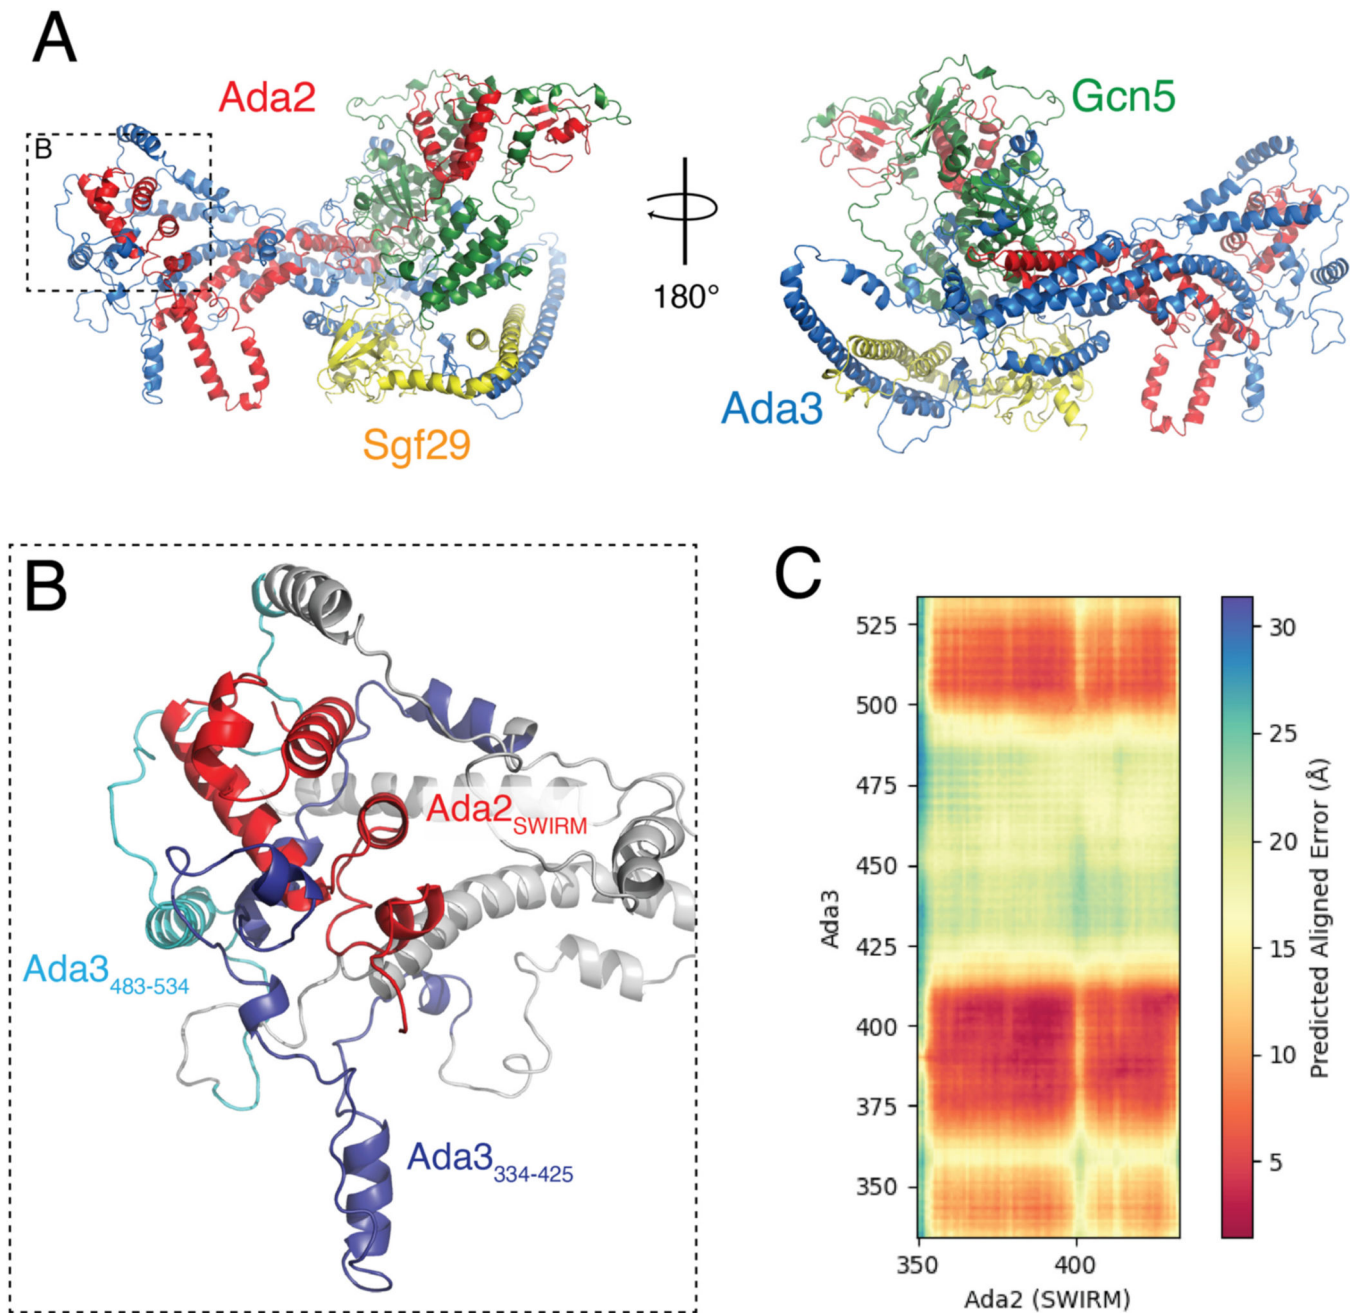 A
Ada2
Gcn5
B
180°
Ada3
Sgf29
B
Ada2SWIRM
Ada3483-534
Ada3334-425
C
525
500
475
450
425
400
375
350
Ada3
350
400
Ada2 (SWIRM)
30
25
20
15
10
5
Predicted Aligned Error (Å)